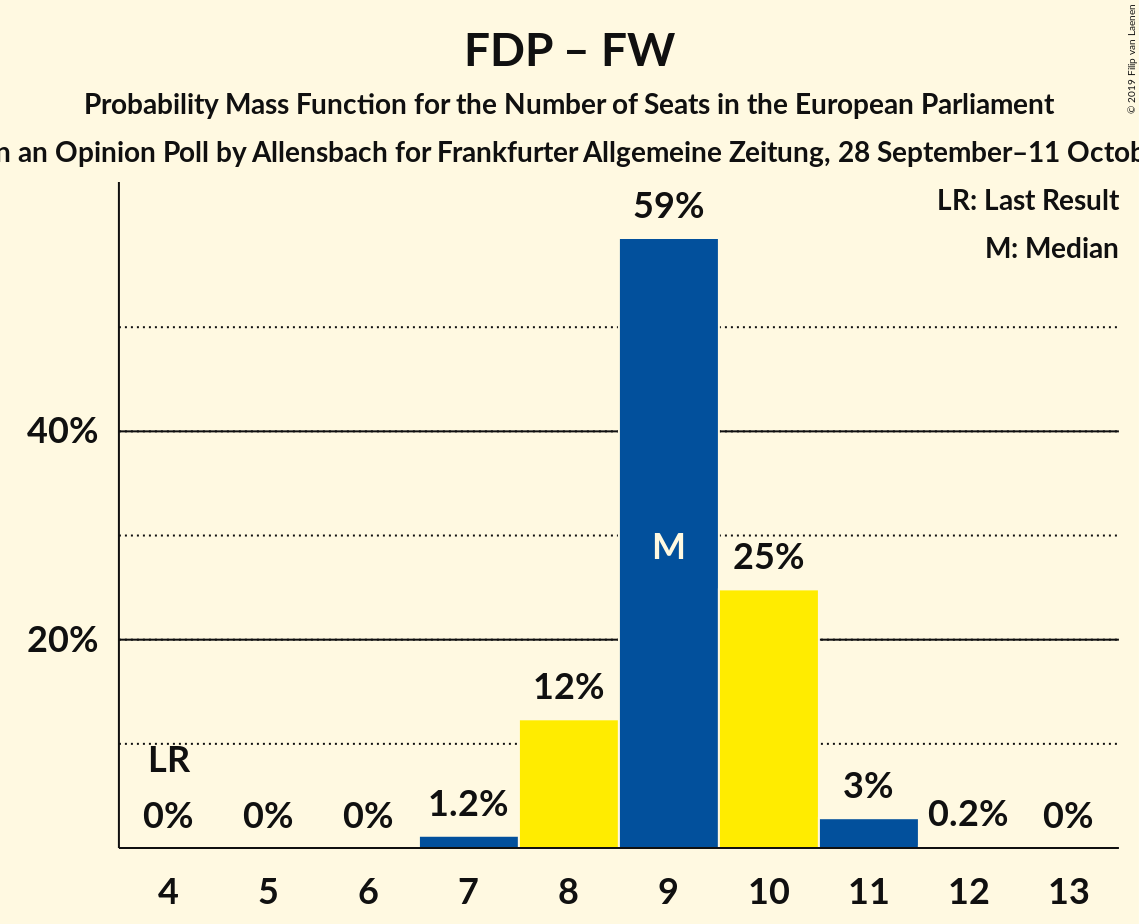 FDP – FW
Probability Mass Function for the Number of Seats in the European Parliament
an Opinion Poll by Allensbach for Frankfurter Allgemeine Zeitung, 28 September–11 Octob
© 2019 Filip van Laenen
LR: Last Result
M: Median
59%
40%
M
25%
20%
12%
LR
1.2%
3%
0%
0%
0%
0.2%
0%
4 5 6 7 8 9 10 11 12 13